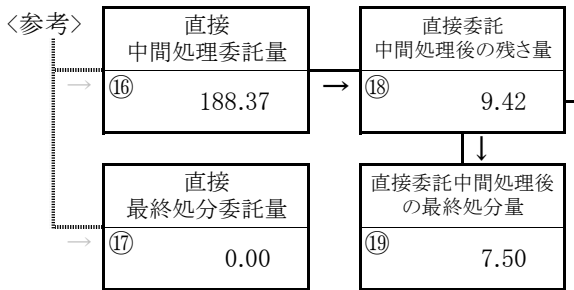 〈参考〉
直接
中間処理委託量
→
⑯
188.37
→
直接委託
中間処理後の残さ量
⑱
9.42
↓
直接
最終処分委託量
→
⑰
0.00
直接委託中間処理後
の最終処分量
⑲
7.50